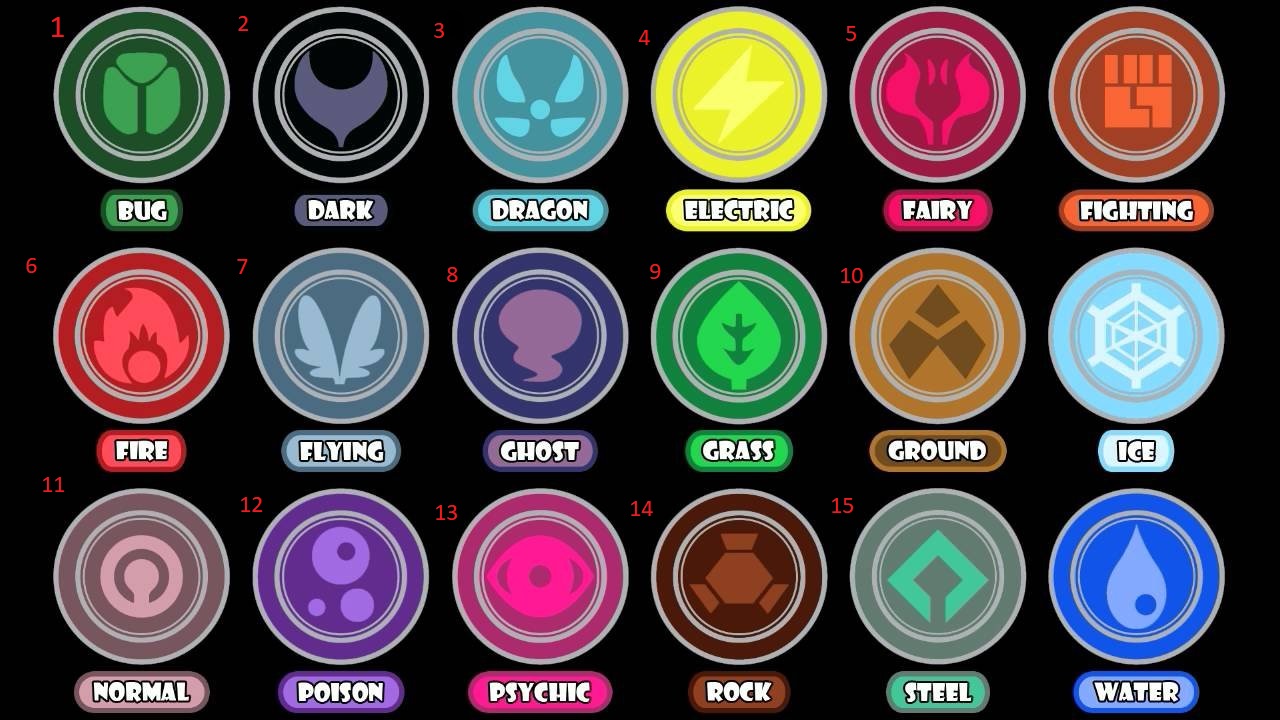 1 2 3 4 5
BUG DARK DRAGON ELECTRIC FAIRY FIGHTING
6 7 8 9 10
FIRE FLYING GHOST GRASS GROUND ICE
11 12 13 14 15
NORMAL POISON PSYCHIC ROCK STEEL WATER